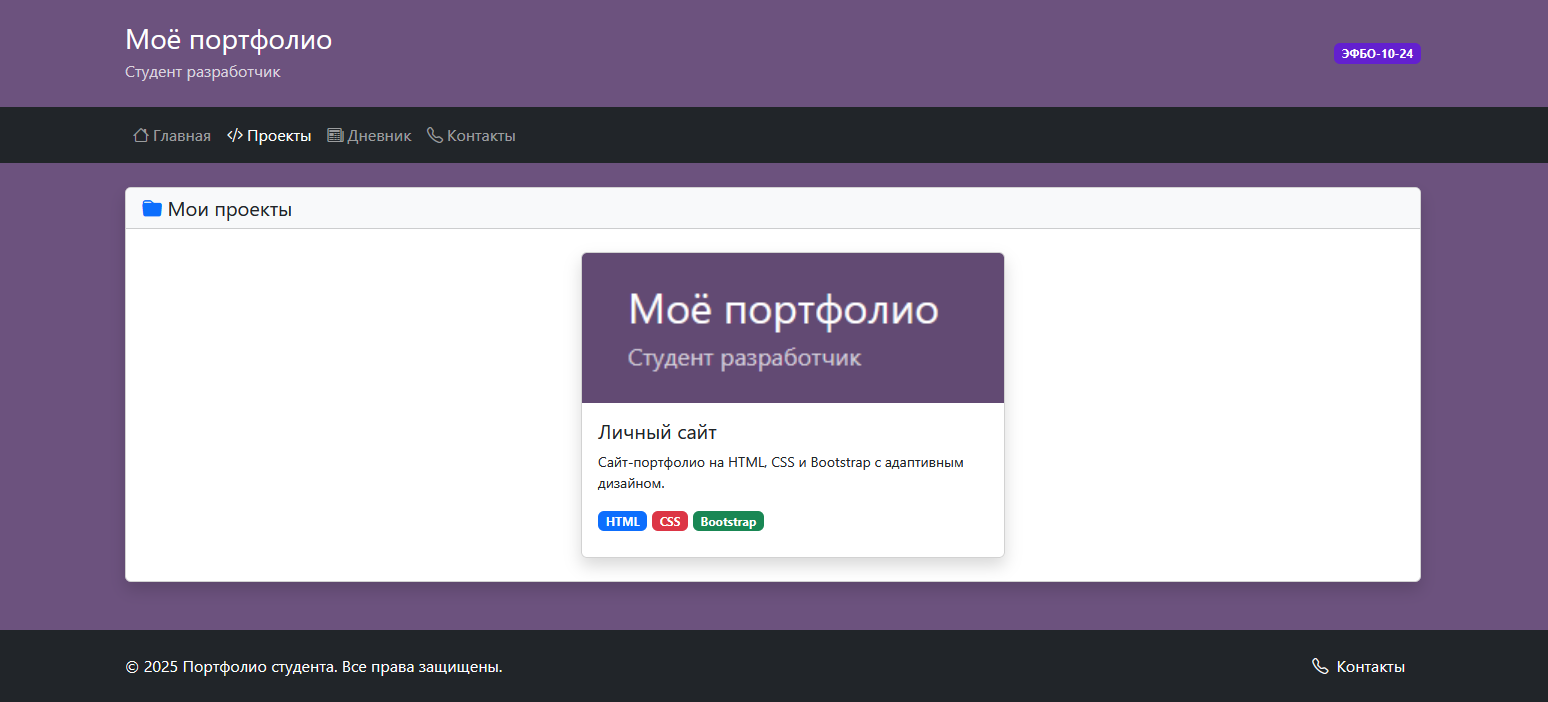 Моё портфолио
Студент разработчик
ЭФБО-10-24
Главная Проекты Дневник Контакты
Мои проекты
Моё портфолио
Студент разработчик
Личный сайт
Сайт-портфолио на HTML, CSS и Bootstrap с адаптивным
дизайном.
HTML CSS Bootstrap
© 2025 Портфолио студента. Все права защищены.
Контакты